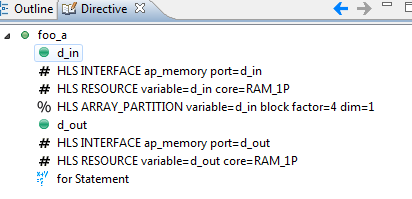 Outline Directive
foo_a
d_in
# HLS INTERFACE ap_memory port=d_in
# HLS RESOURCE variable=d_in core=RAM_1P
% HLS ARRAY_PARTITION variable=d_in block factor=4 dim=1
d_out
# HLS INTERFACE ap_memory port=d_out
# HLS RESOURCE variable=d_out core=RAM_1P
for Statement